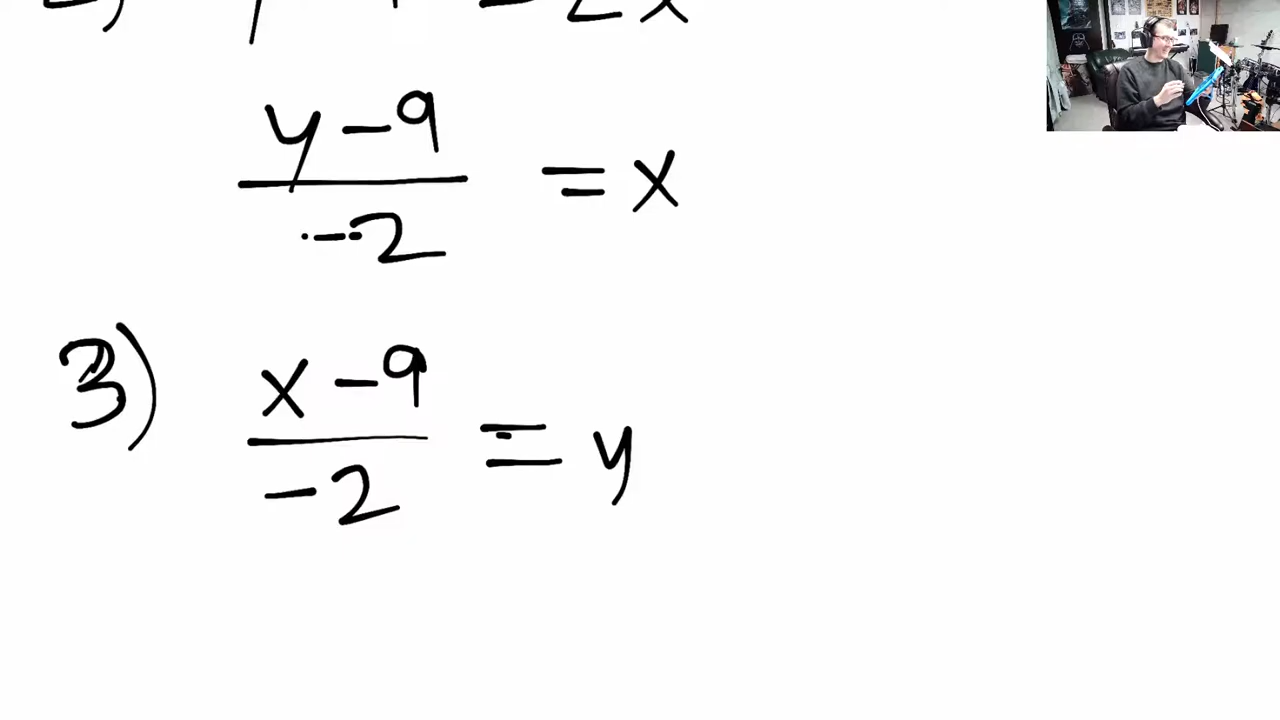 y - 9
-2
= x
3) x - 9
-2
= y